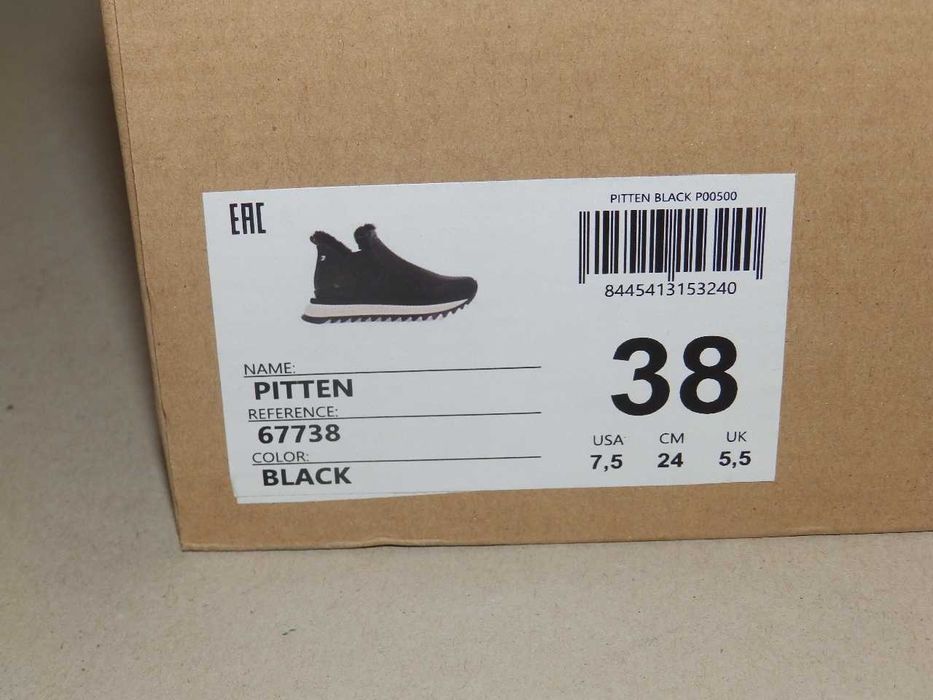 EAC
PITTEN BLACK P00500
8445413153240
NAME:
PITTEN
REFERENCE:
67738
COLOR:
BLACK
38
USA CM UK
7,5 24 5,5